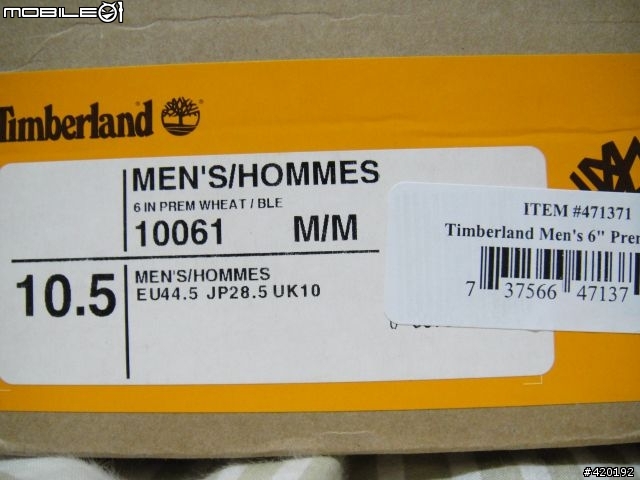 MOBILE01
Timberland
MEN'S/HOMMES
6 IN PREM WHEAT / BLE
10061 M/M
10.5
MEN'S/HOMMES
EU44.5 JP28.5 UK10
ITEM #471371
Timberland Men's 6"
7 37566 47137
#420192